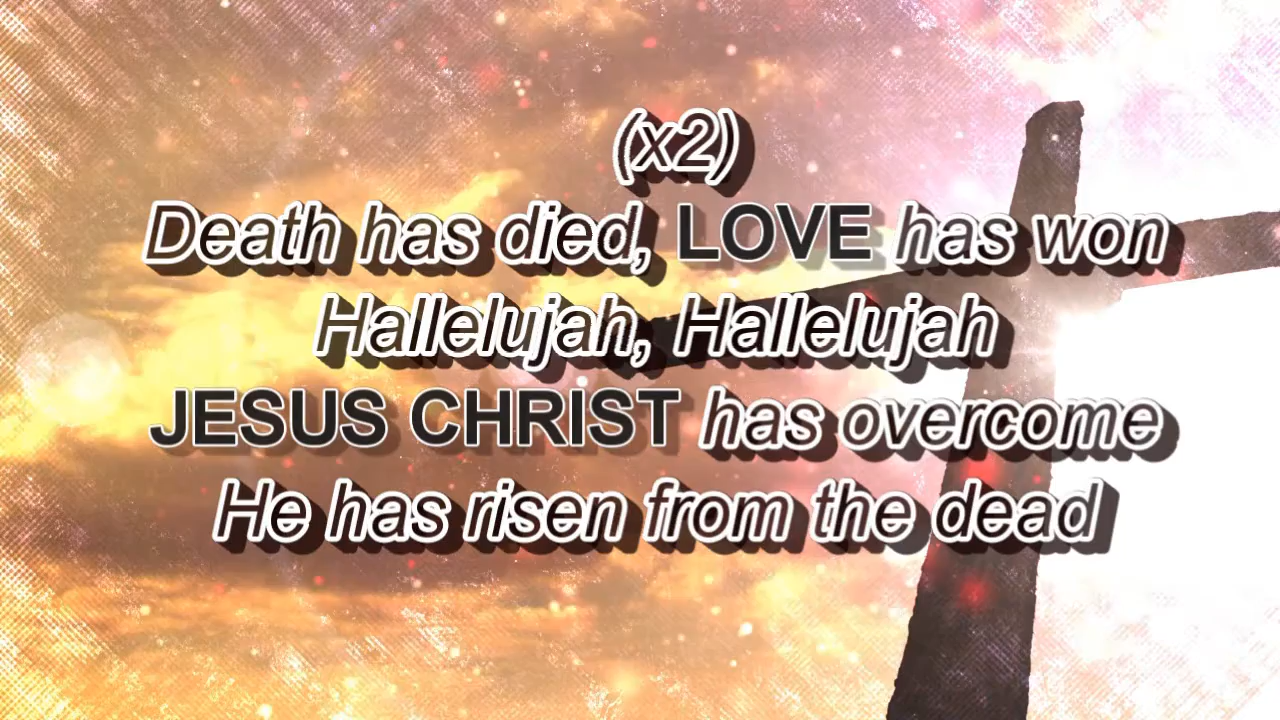 (x2)
Death has died, LOVE has won
Hallelujah, Hallelujah
JESUS CHRIST has overcome
He has risen from the dead